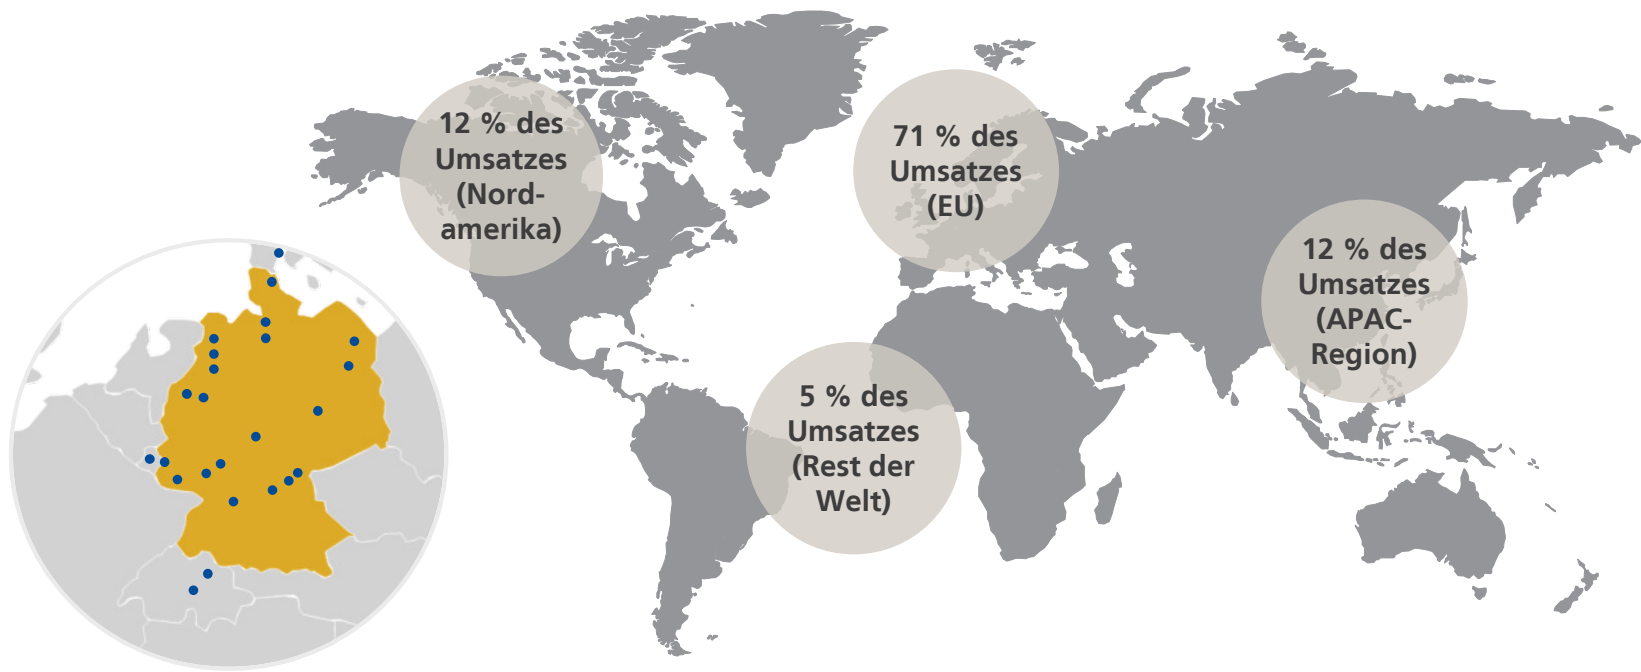 12 % des
Umsatzes
(Nord-
amerika)
71 % des
Umsatzes
(EU)
12 % des
Umsatzes
(APAC-
Region)
5 % des
Umsatzes
(Rest der
Welt)